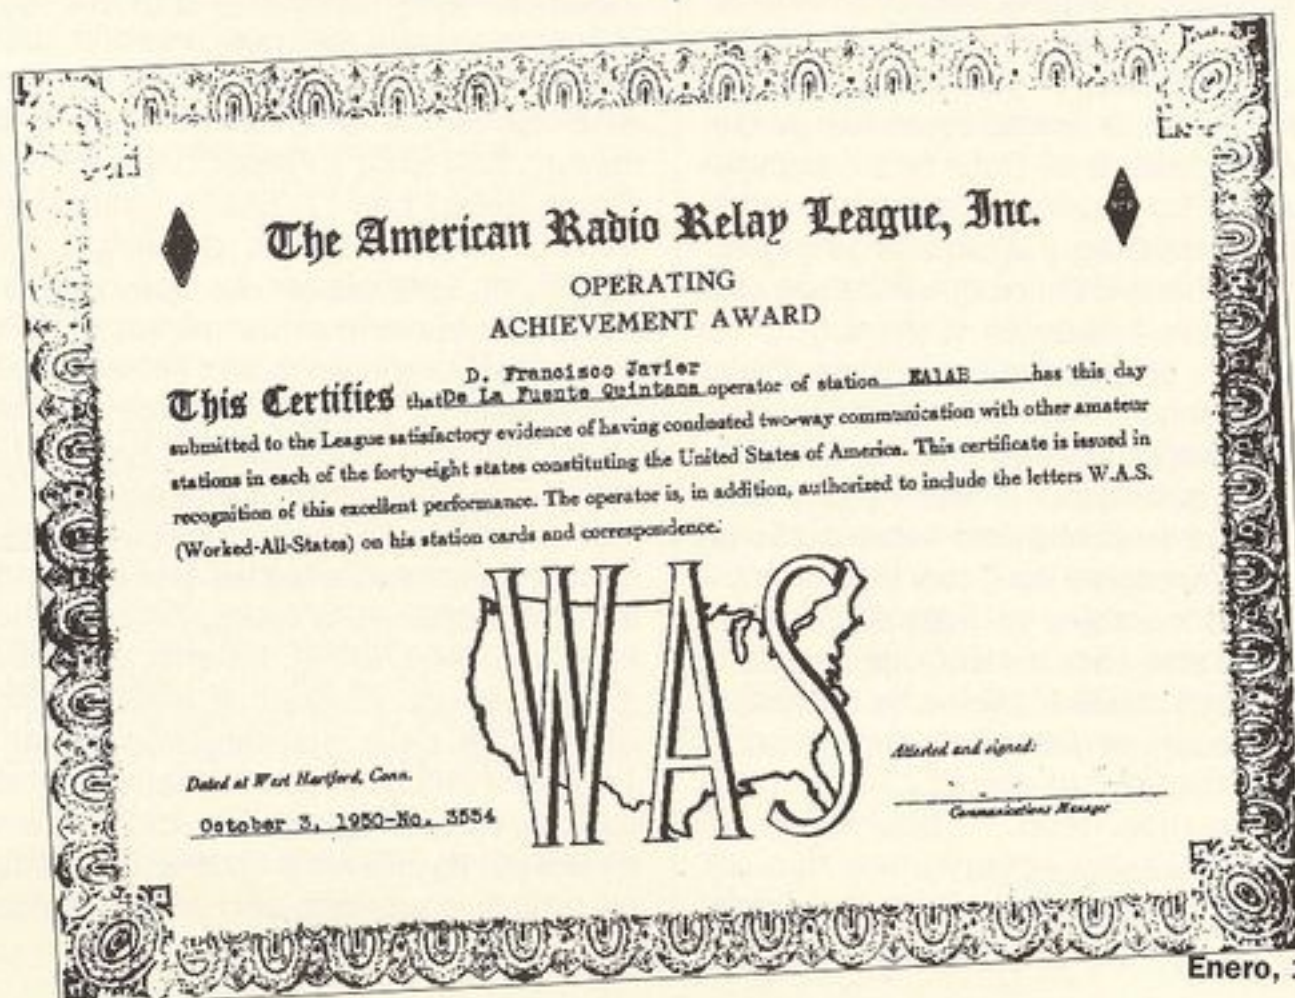 The American Radio Relay League, Inc.
OPERATING
ACHIEVEMENT AWARD
D. Francisco Javier
This Certifies that De La Fuente Quintana operator of station EA1AB has this day
submitted to the League satisfactory evidence of having conducted two-way communication with other amateur
stations in each of the forty-eight states constituting the United States of America. This certificate is issued in
recognition of this excellent performance. The operator is, in addition, authorized to include the letters W.A.S.
(Worked-All-States) on his station cards and correspondence.
WAS
Attested and signed:
Dated at West Hartford, Conn.
Communications Manager
October 3, 1950-No. 3554
Enero,